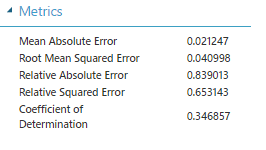 Metrics
Mean Absolute Error 0.021247
Root Mean Squared Error 0.040998
Relative Absolute Error 0.839013
Relative Squared Error 0.653143
Coefficient of
Determination 0.346857